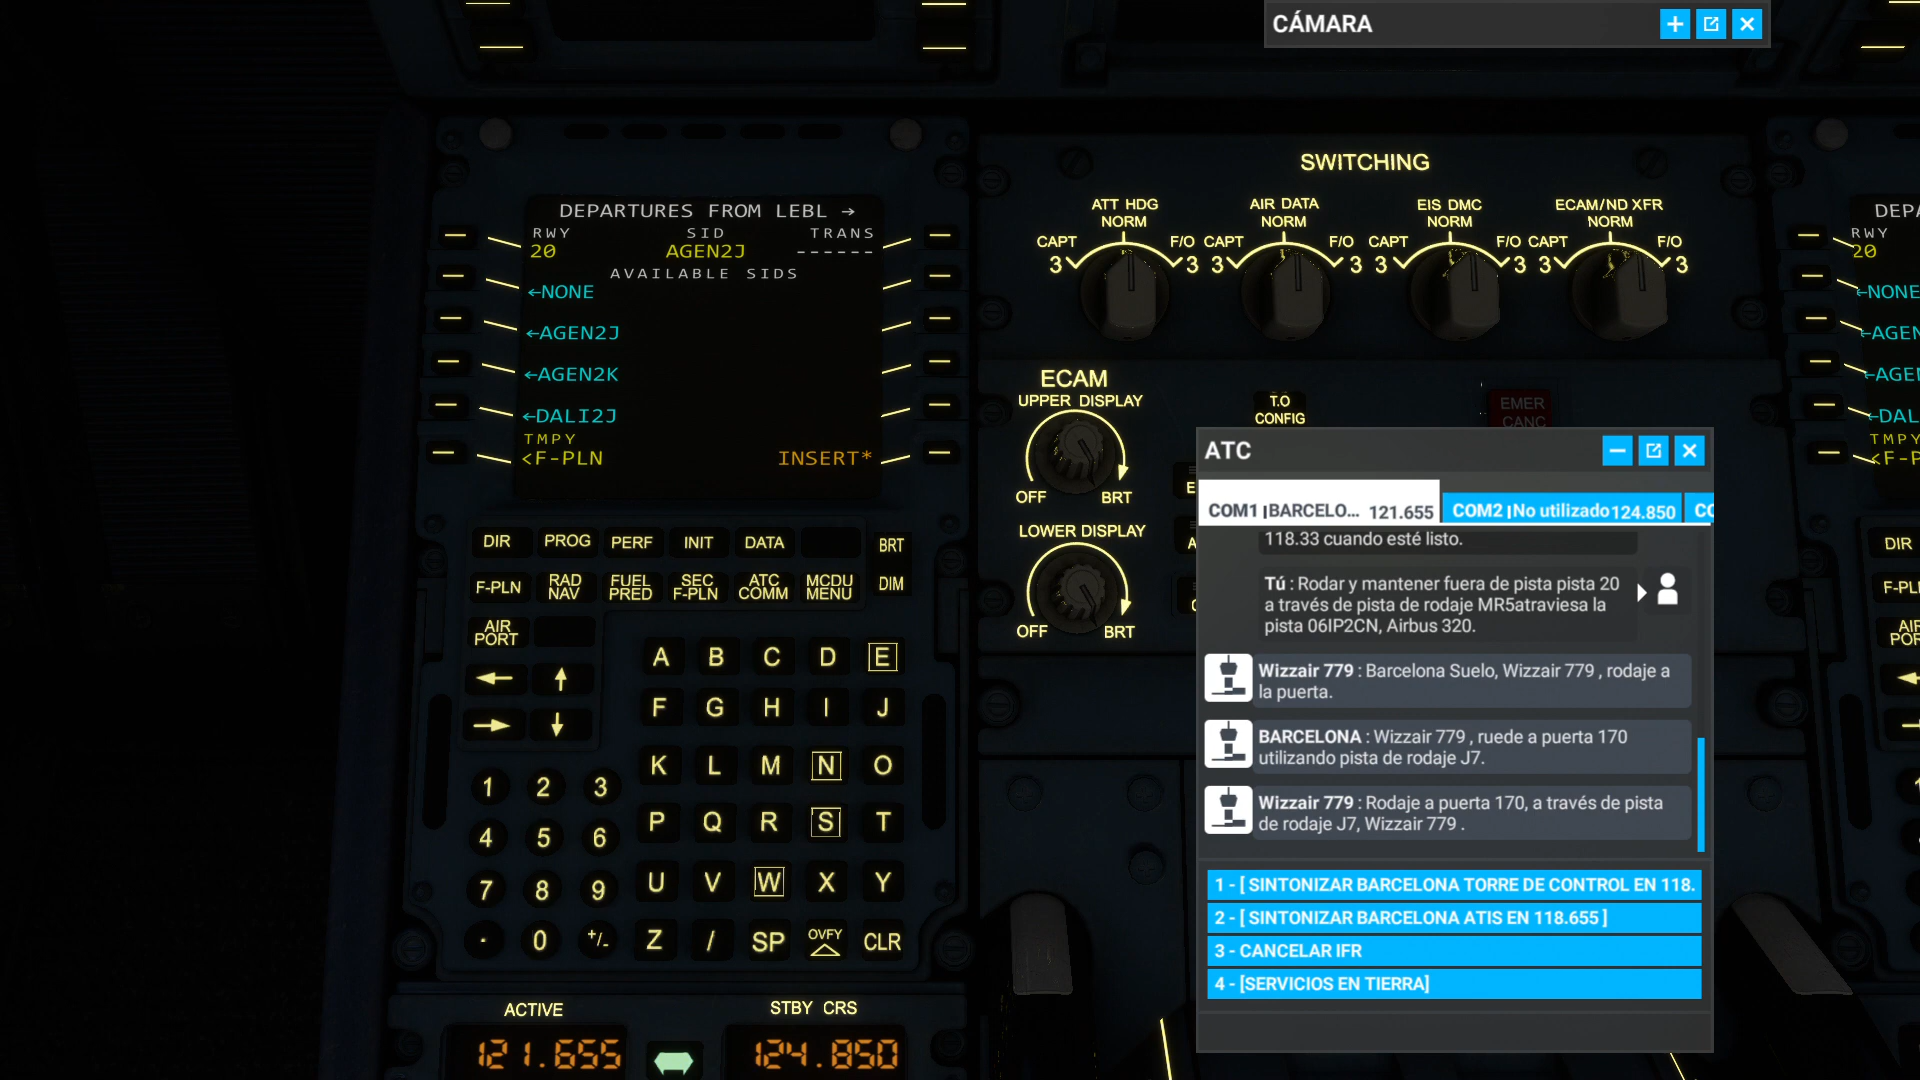 CÁMARA
DEPARTURES FROM LEBL →
RWY SID TRANS
20 AGEN2J ------
AVAILABLE SIDS
←NONE
←AGEN2J
←AGEN2K
←DALI2J
TMPY
<F-PLN INSERT*
DIR PROG PERF INIT DATA BRT
F-PLN RAD NAV FUEL PRED SEC F-PLN ATC COMM MCDU MENU DIM
AIR PORT
← ↑
→ ↓
A B C D E
F G H I J
K L M N O
P Q R S T
U V W X Y
Z / SP OVFY CLR
1 2 3
4 5 6
7 8 9
. 0 +/-
ACTIVE STBY CRS
121.655 124.850
SWITCHING
ATT HDG AIR DATA EIS DMC ECAM/ND XFR
NORM NORM NORM NORM
CAPT F/O CAPT F/O CAPT F/O CAPT F/O
3 3 3 3 3 3 3 3
ECAM
UPPER DISPLAY
OFF BRT
LOWER DISPLAY
OFF BRT
T.O
CONFIG
EMER
CANC
ATC
COM1 |BARCELO... 121.655 COM2 |No utilizado 124.850
118.33 cuando esté listo.
Tú : Rodar y mantener fuera de pista pista 20
a través de pista de rodaje MR5atraviesa la
pista 06IP2CN, Airbus 320.
Wizzair 779 : Barcelona Suelo, Wizzair 779 , rodaje a
la puerta.
BARCELONA : Wizzair 779 , ruede a puerta 170
utilizando pista de rodaje J7.
Wizzair 779 : Rodaje a puerta 170, a través de pista
de rodaje J7, Wizzair 779 .
1 - [ SINTONIZAR BARCELONA TORRE DE CONTROL EN 118.
2 - [ SINTONIZAR BARCELONA ATIS EN 118.655 ]
3 - CANCELAR IFR
4 - [SERVICIOS EN TIERRA]
RWY
20
←NONE
DIR